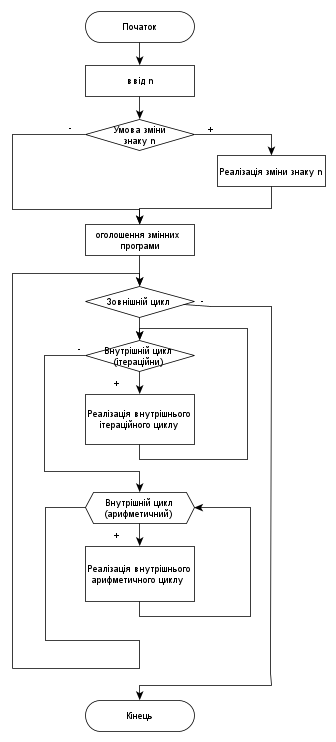 Початок
ввід n
Умова зміни
знаку n
-
+
Реалізація зміни знаку n
оголошення змінних
програми
Зовнішній цикл
-
Внутрішній цикл
(ітераційни)
-
+
Реалізація внутрішнього
ітераційного циклу
Внутрішній цикл
(арифметичний)
+
Реалізація внутрішнього
арифметичного циклу
Кінець